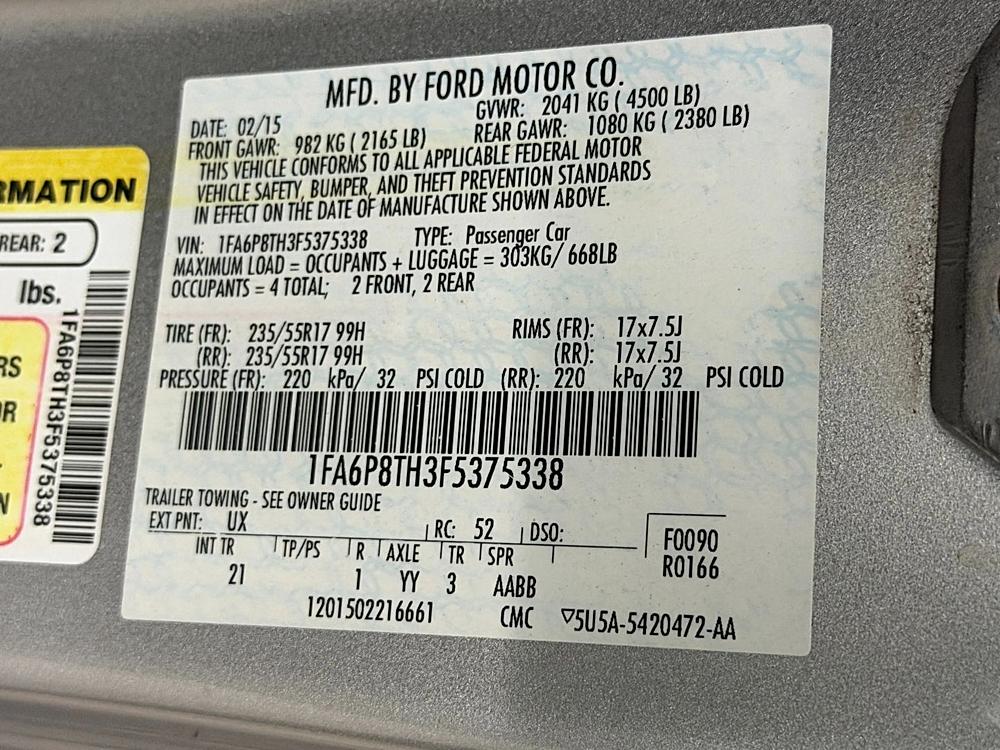 MFD. BY FORD MOTOR CO.
DATE: 02/15 GVWR: 2041 KG ( 4500 LB)
FRONT GAWR: 982 KG ( 2165 LB) REAR GAWR: 1080 KG ( 2380 LB)
THIS VEHICLE CONFORMS TO ALL APPLICABLE FEDERAL MOTOR
VEHICLE SAFETY, BUMPER, AND THEFT PREVENTION STANDARDS
IN EFFECT ON THE DATE OF MANUFACTURE SHOWN ABOVE.
VIN: 1FA6P8TH3F5375338 TYPE: Passenger Car
MAXIMUM LOAD = OCCUPANTS + LUGGAGE = 303KG/ 668LB
OCCUPANTS = 4 TOTAL; 2 FRONT, 2 REAR
TIRE (FR): 235/55R17 99H RIMS (FR): 17x7.5J
(RR): 235/55R17 99H (RR): 17x7.5J
PRESSURE (FR): 220 kPa/ 32 PSI COLD (RR): 220 kPa/ 32 PSI COLD
1FA6P8TH3F5375338
TRAILER TOWING - SEE OWNER GUIDE
EXT PNT: UX RC: 52 DSO:
INT TR TP/PS R AXLE TR SPR
21 1 YY 3 AABB
F0090
R0166
1201502216661 CMC ▽5U5A-5420472-AA
RMATION
REAR: 2
lbs.
1FA6P8TH3F5375338
RS
OR
N